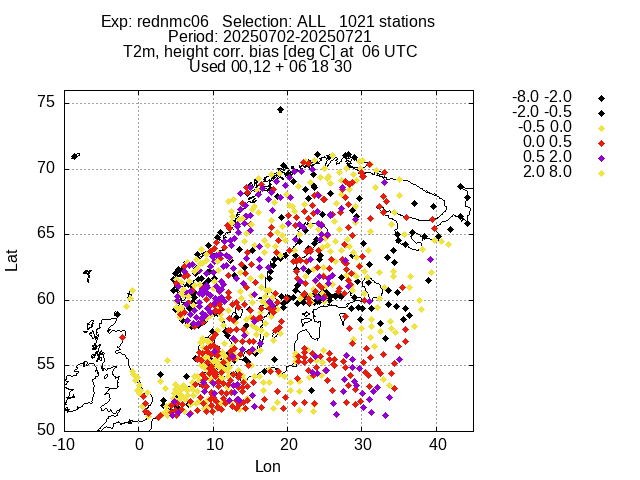 Exp: rednmc06   Selection: ALL   1021 stations
Period: 20250702-20250721
T2m, height corr. bias [deg C] at  06 UTC
Used 00,12 + 06 18 30
-8.0 -2.0
-2.0 -0.5
-0.5 0.0
0.0 0.5
0.5 2.0
2.0 8.0
75
70
65
60
55
50
Lat
-10 0 10 20 30 40
Lon